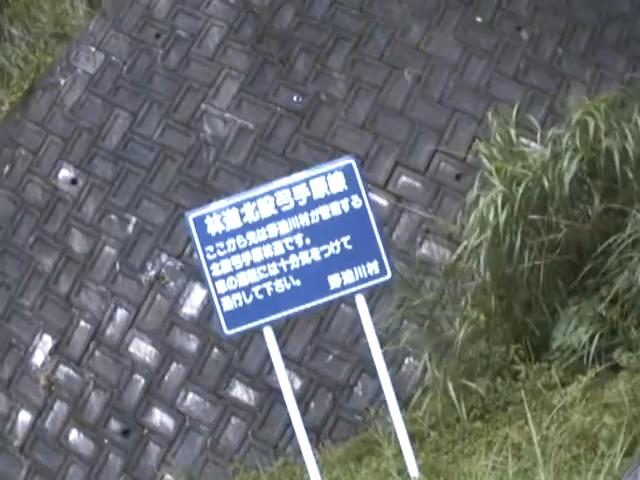 林道北股弓手原線
ここから先は野迫川村が管理する
北股弓手原林道です。
車の運転には十分気をつけて
通行して下さい。
野迫川村